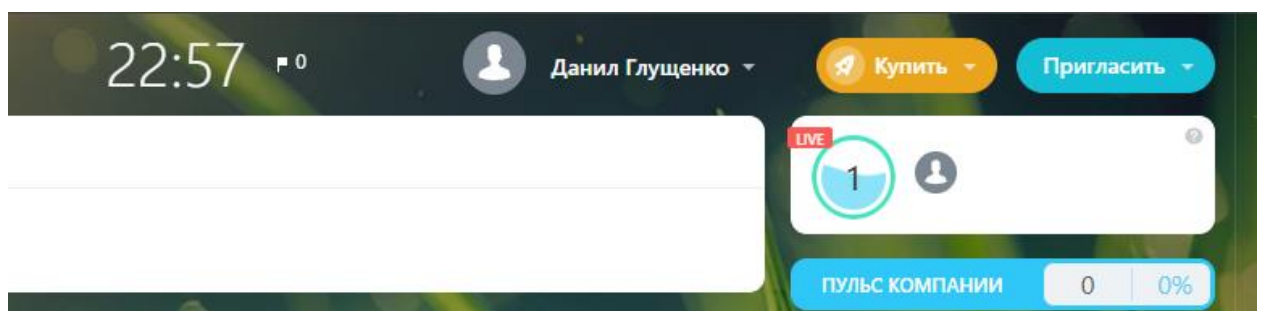 22:57 0 Данил Глущенко Купить Пригласить
LIVE
1
ПУЛЬС КОМПАНИИ 0 0%